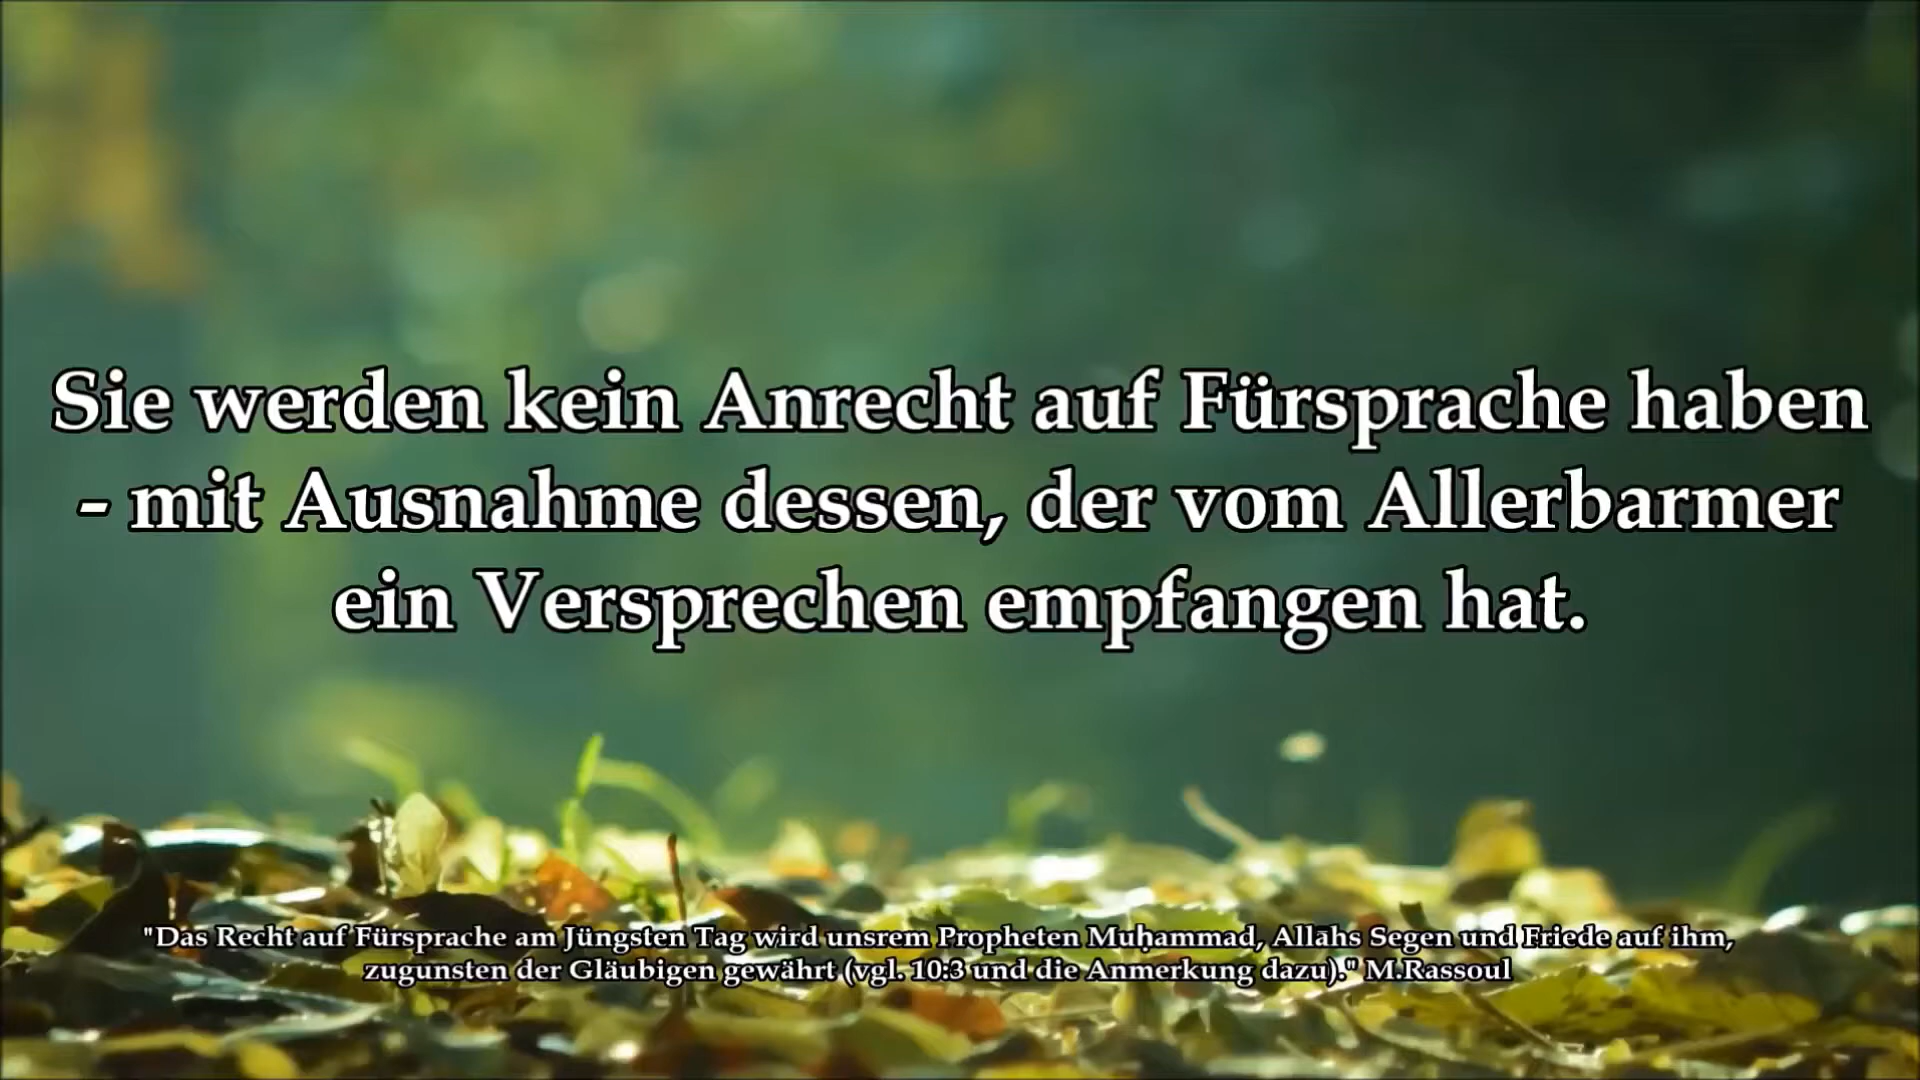 Sie werden kein Anrecht auf Fürsprache haben
- mit Ausnahme dessen, der vom Allerbarmer
ein Versprechen empfangen hat.
"Das Recht auf Fürsprache am Jüngsten Tag wird unsrem Propheten Muḥammad, Allāhs Segen und Friede auf ihm,
zugunsten der Gläubigen gewährt (vgl. 10:3 und die Anmerkung dazu)." M.Rassoul